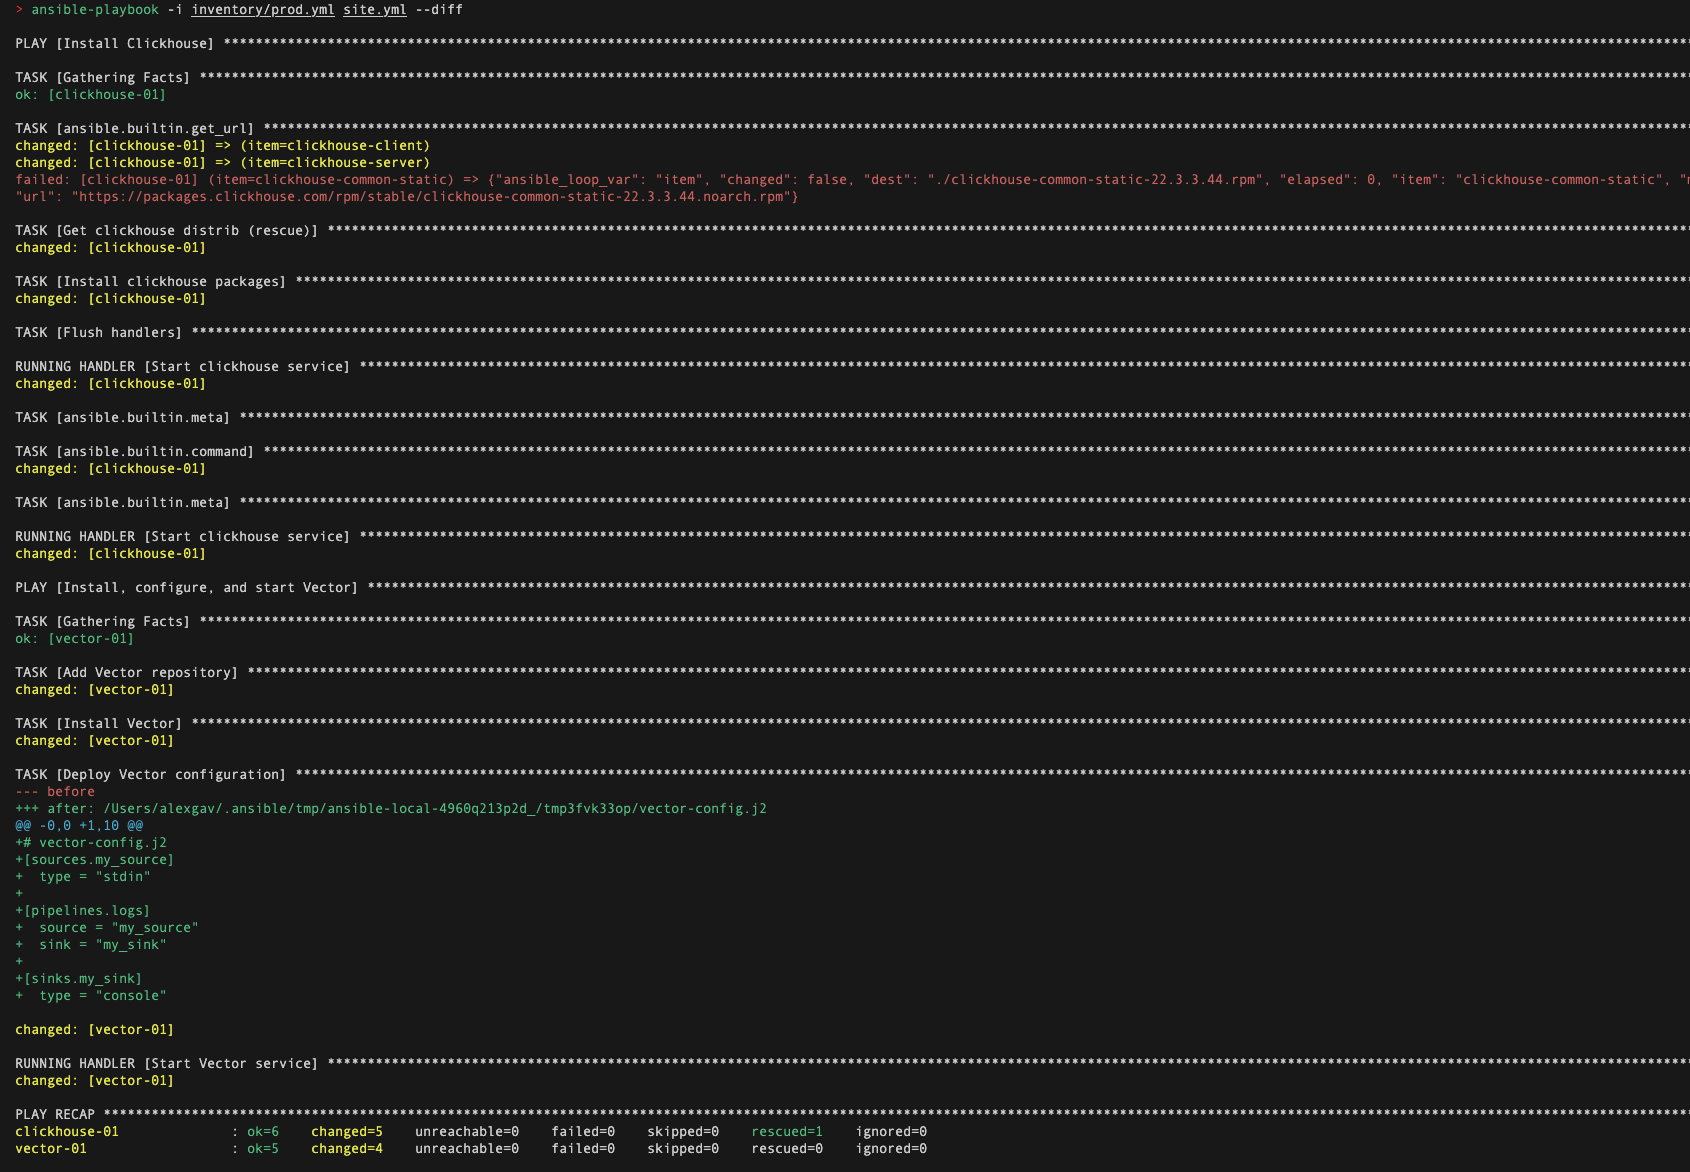 > ansible-playbook -i inventory/prod.yml site.yml --diff
PLAY [Install Clickhouse] ****************************************************************************************************************************************************************************************
TASK [Gathering Facts] *******************************************************************************************************************************************************************************************
ok: [clickhouse-01]
TASK [ansible.builtin.get_url] ***********************************************************************************************************************************************************************************
changed: [clickhouse-01] => (item=clickhouse-client)
changed: [clickhouse-01] => (item=clickhouse-server)
failed: [clickhouse-01] (item=clickhouse-common-static) => {"ansible_loop_var": "item", "changed": false, "dest": "./clickhouse-common-static-22.3.3.44.rpm", "elapsed": 0, "item": "clickhouse-common-static",
"url": "https://packages.clickhouse.com/rpm/stable/clickhouse-common-static-22.3.3.44.noarch.rpm"}
TASK [Get clickhouse distrib (rescue)] ***************************************************************************************************************************************************************************
changed: [clickhouse-01]
TASK [Install clickhouse packages] *******************************************************************************************************************************************************************************
changed: [clickhouse-01]
TASK [Flush handlers] ********************************************************************************************************************************************************************************************
RUNNING HANDLER [Start clickhouse service] ***********************************************************************************************************************************************************************
changed: [clickhouse-01]
TASK [ansible.builtin.meta] **************************************************************************************************************************************************************************************
TASK [ansible.builtin.command] ***********************************************************************************************************************************************************************************
changed: [clickhouse-01]
TASK [ansible.builtin.meta] **************************************************************************************************************************************************************************************
RUNNING HANDLER [Start clickhouse service] ***********************************************************************************************************************************************************************
changed: [clickhouse-01]
PLAY [Install, configure, and start Vector] **********************************************************************************************************************************************************************
TASK [Gathering Facts] *******************************************************************************************************************************************************************************************
ok: [vector-01]
TASK [Add Vector repository] *************************************************************************************************************************************************************************************
changed: [vector-01]
TASK [Install Vector] ********************************************************************************************************************************************************************************************
changed: [vector-01]
TASK [Deploy Vector configuration] *******************************************************************************************************************************************************************************
--- before
+++ after: /Users/alexgav/.ansible/tmp/ansible-local-4960q213p2d_/tmp3fvk33op/vector-config.j2
@@ -0,0 +1,10 @@
+# vector-config.j2
+[sources.my_source]
+  type = "stdin"
+
+[pipelines.logs]
+  source = "my_source"
+  sink = "my_sink"
+
+[sinks.my_sink]
+  type = "console"
changed: [vector-01]
RUNNING HANDLER [Start Vector service] ***************************************************************************************************************************************************************************
changed: [vector-01]
PLAY RECAP *******************************************************************************************************************************************************************************************************
clickhouse-01              : ok=6    changed=5    unreachable=0    failed=0    skipped=0    rescued=1    ignored=0
vector-01                  : ok=5    changed=4    unreachable=0    failed=0    skipped=0    rescued=0    ignored=0